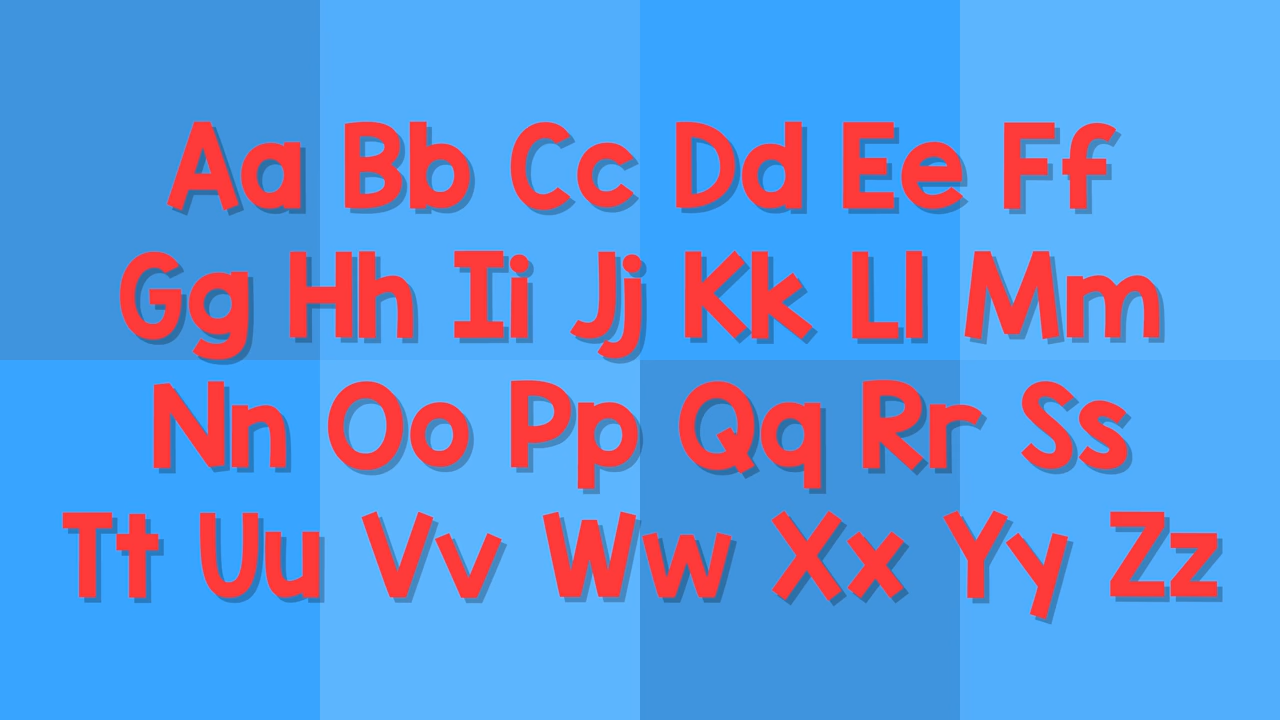 Aa Bb Cc Dd Ee Ff
Gg Hh Ii Jj Kk Ll Mm
Nn Oo Pp Qq Rr Ss
Tt Uu Vv Ww Xx Yy Zz